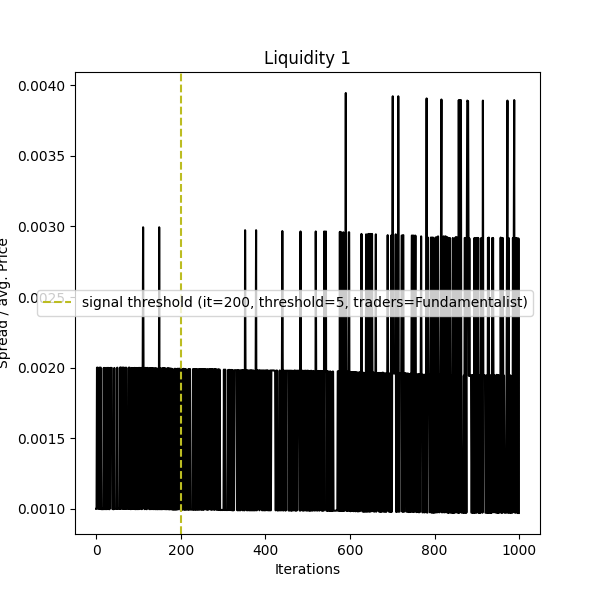 Liquidity 1
0.0040
0.0035
0.0030
0.0025
0.0020
0.0015
0.0010
Spread / avg. Price
signal threshold (it=200, threshold=5, traders=Fundamentalist)
0 200 400 600 800 1000
Iterations